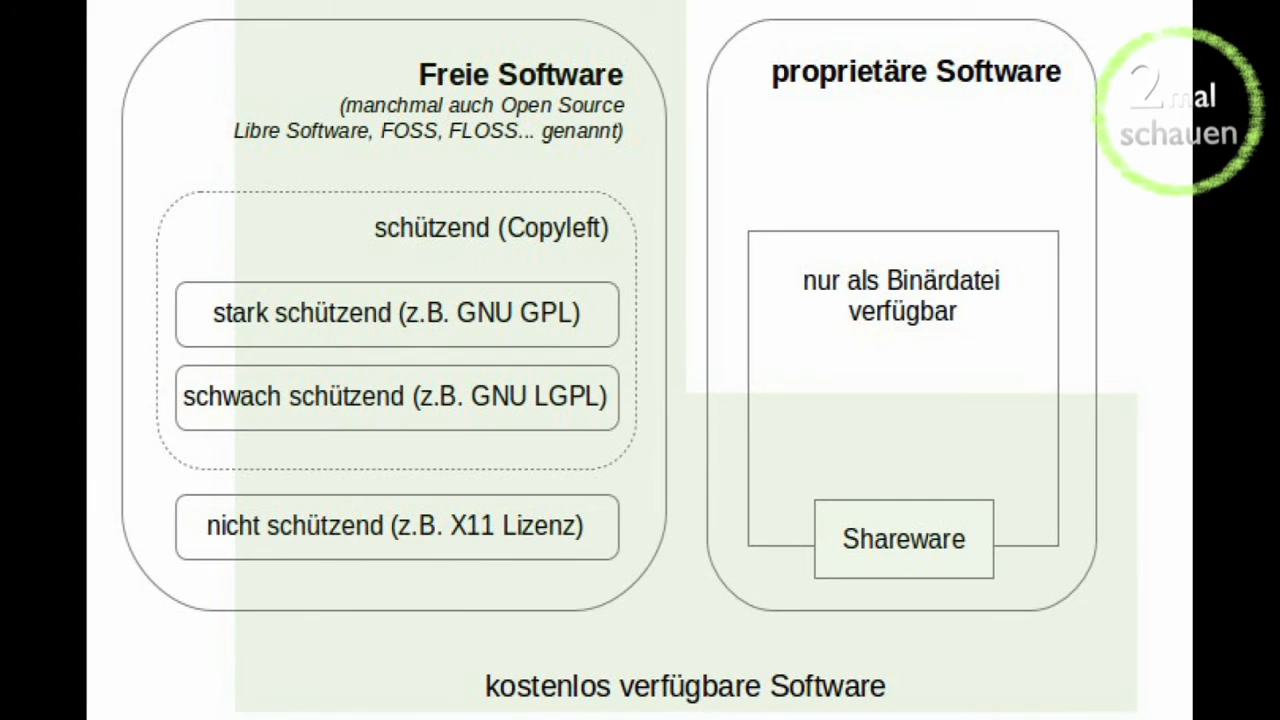 Freie Software
(manchmal auch Open Source
Libre Software, FOSS, FLOSS... genannt)
schützend (Copyleft)
stark schützend (z.B. GNU GPL)
schwach schützend (z.B. GNU LGPL)
nicht schützend (z.B. X11 Lizenz)
proprietäre Software
nur als Binärdatei
verfügbar
Shareware
kostenlos verfügbare Software
2mal
schauen